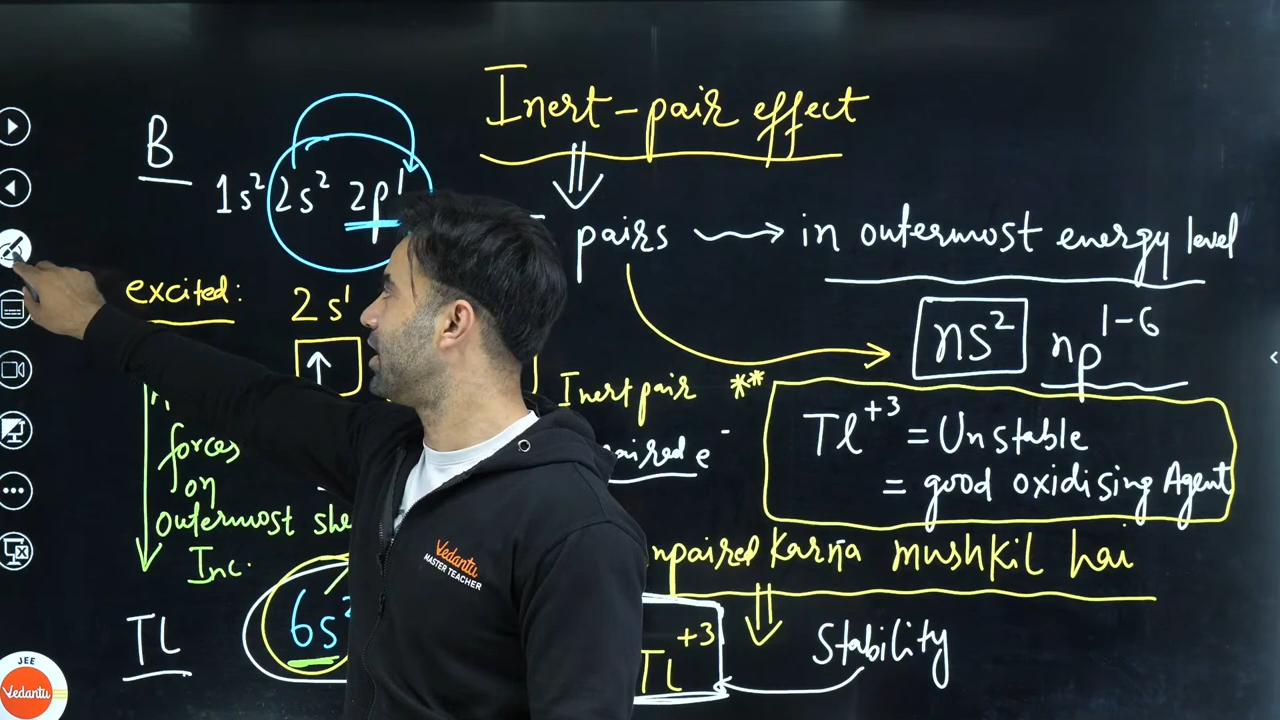 Inert-pair effect
B
1s² 2s² 2p¹
pairs in outermost energy level
excited: 2s¹
ns² np¹⁻⁶
Inert pair **
Tl⁺³ = Unstable
= good oxidising Agent
forces
on
Outermost
Inc.
e⁻
Karna mushkil hai
TL
6s²
TL⁺³
Stability
Vedantu
MASTER TEACHER
JEE
Vedantu